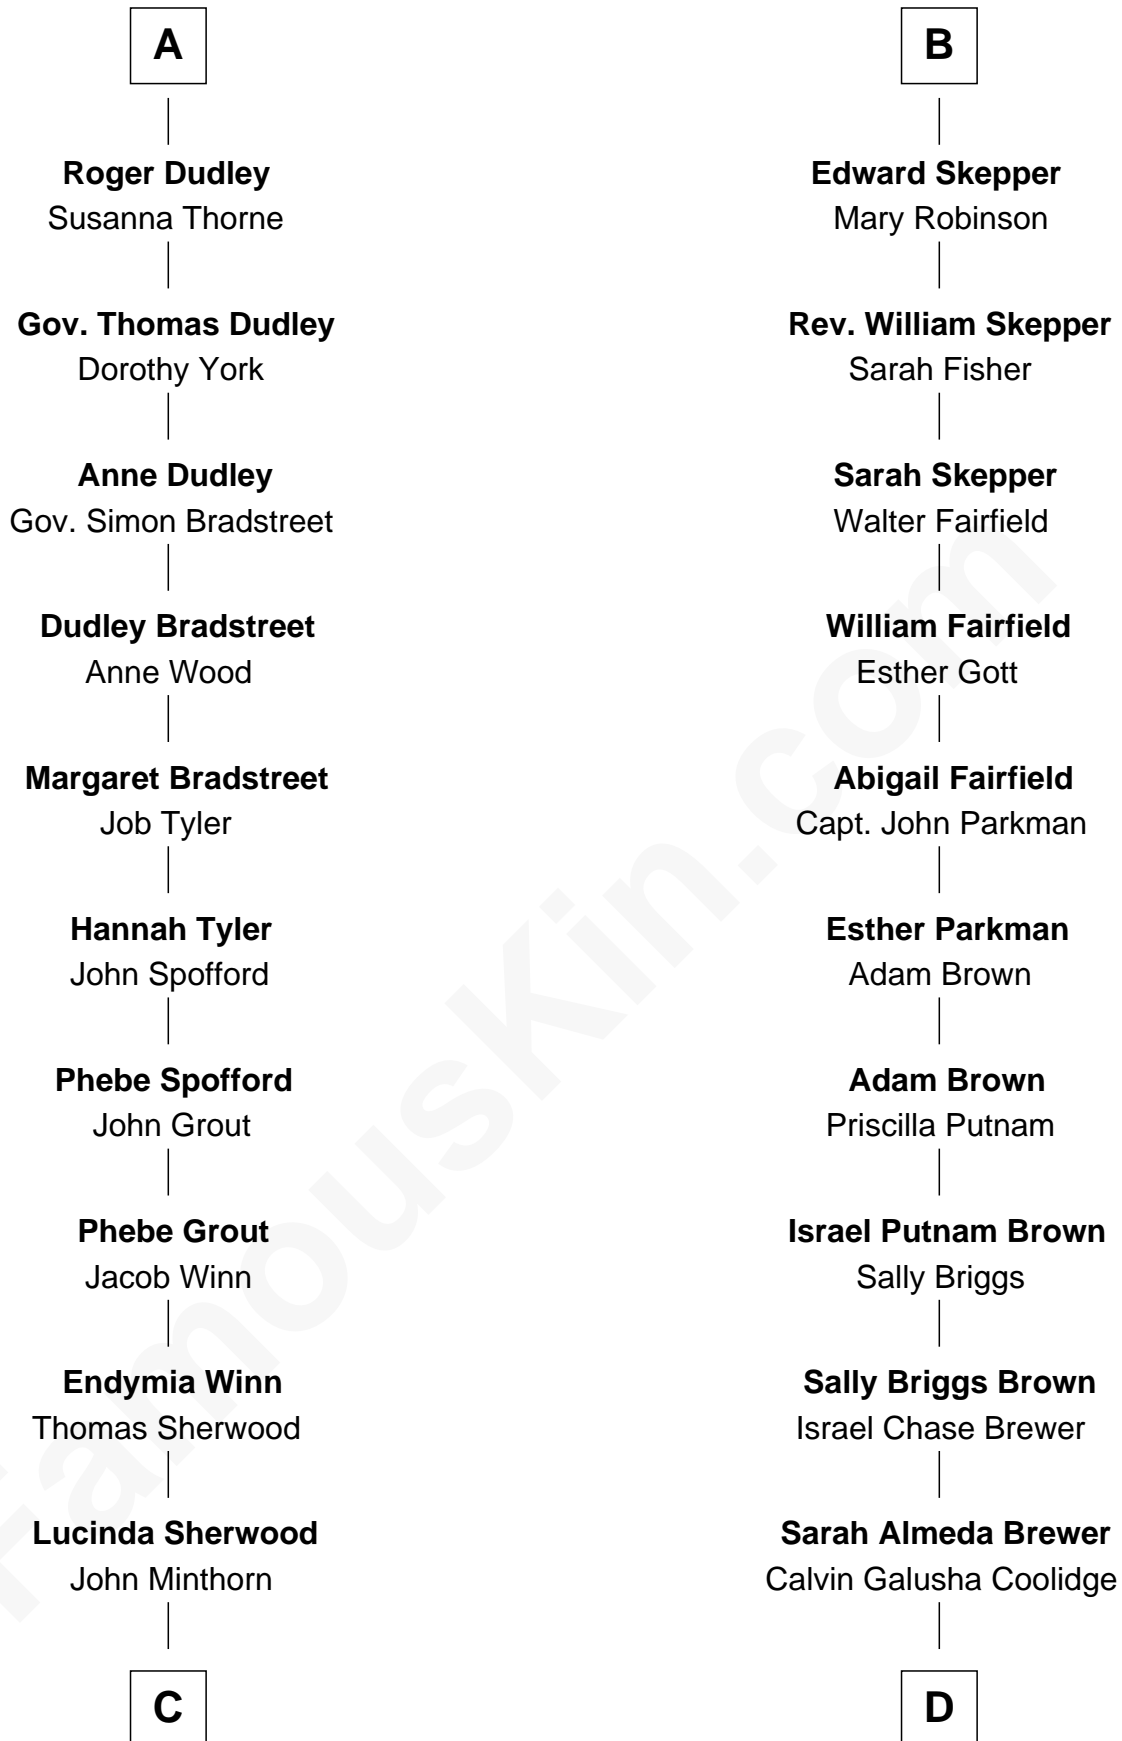 A
Roger Dudley
Susanna Thorne
Gov. Thomas Dudley
Dorothy York
Anne Dudley
Gov. Simon Bradstreet
Dudley Bradstreet
Anne Wood
Margaret Bradstreet
Job Tyler
Hannah Tyler
John Spofford
Phebe Spofford
John Grout
Phebe Grout
Jacob Winn
Endymia Winn
Thomas Sherwood
Lucinda Sherwood
John Minthorn
C
B
Edward Skepper
Mary Robinson
Rev. William Skepper
Sarah Fisher
Sarah Skepper
Walter Fairfield
William Fairfield
Esther Gott
Abigail Fairfield
Capt. John Parkman
Esther Parkman
Adam Brown
Adam Brown
Priscilla Putnam
Israel Putnam Brown
Sally Briggs
Sally Briggs Brown
Israel Chase Brewer
Sarah Almeda Brewer
Calvin Galusha Coolidge
D
FamousKin.com